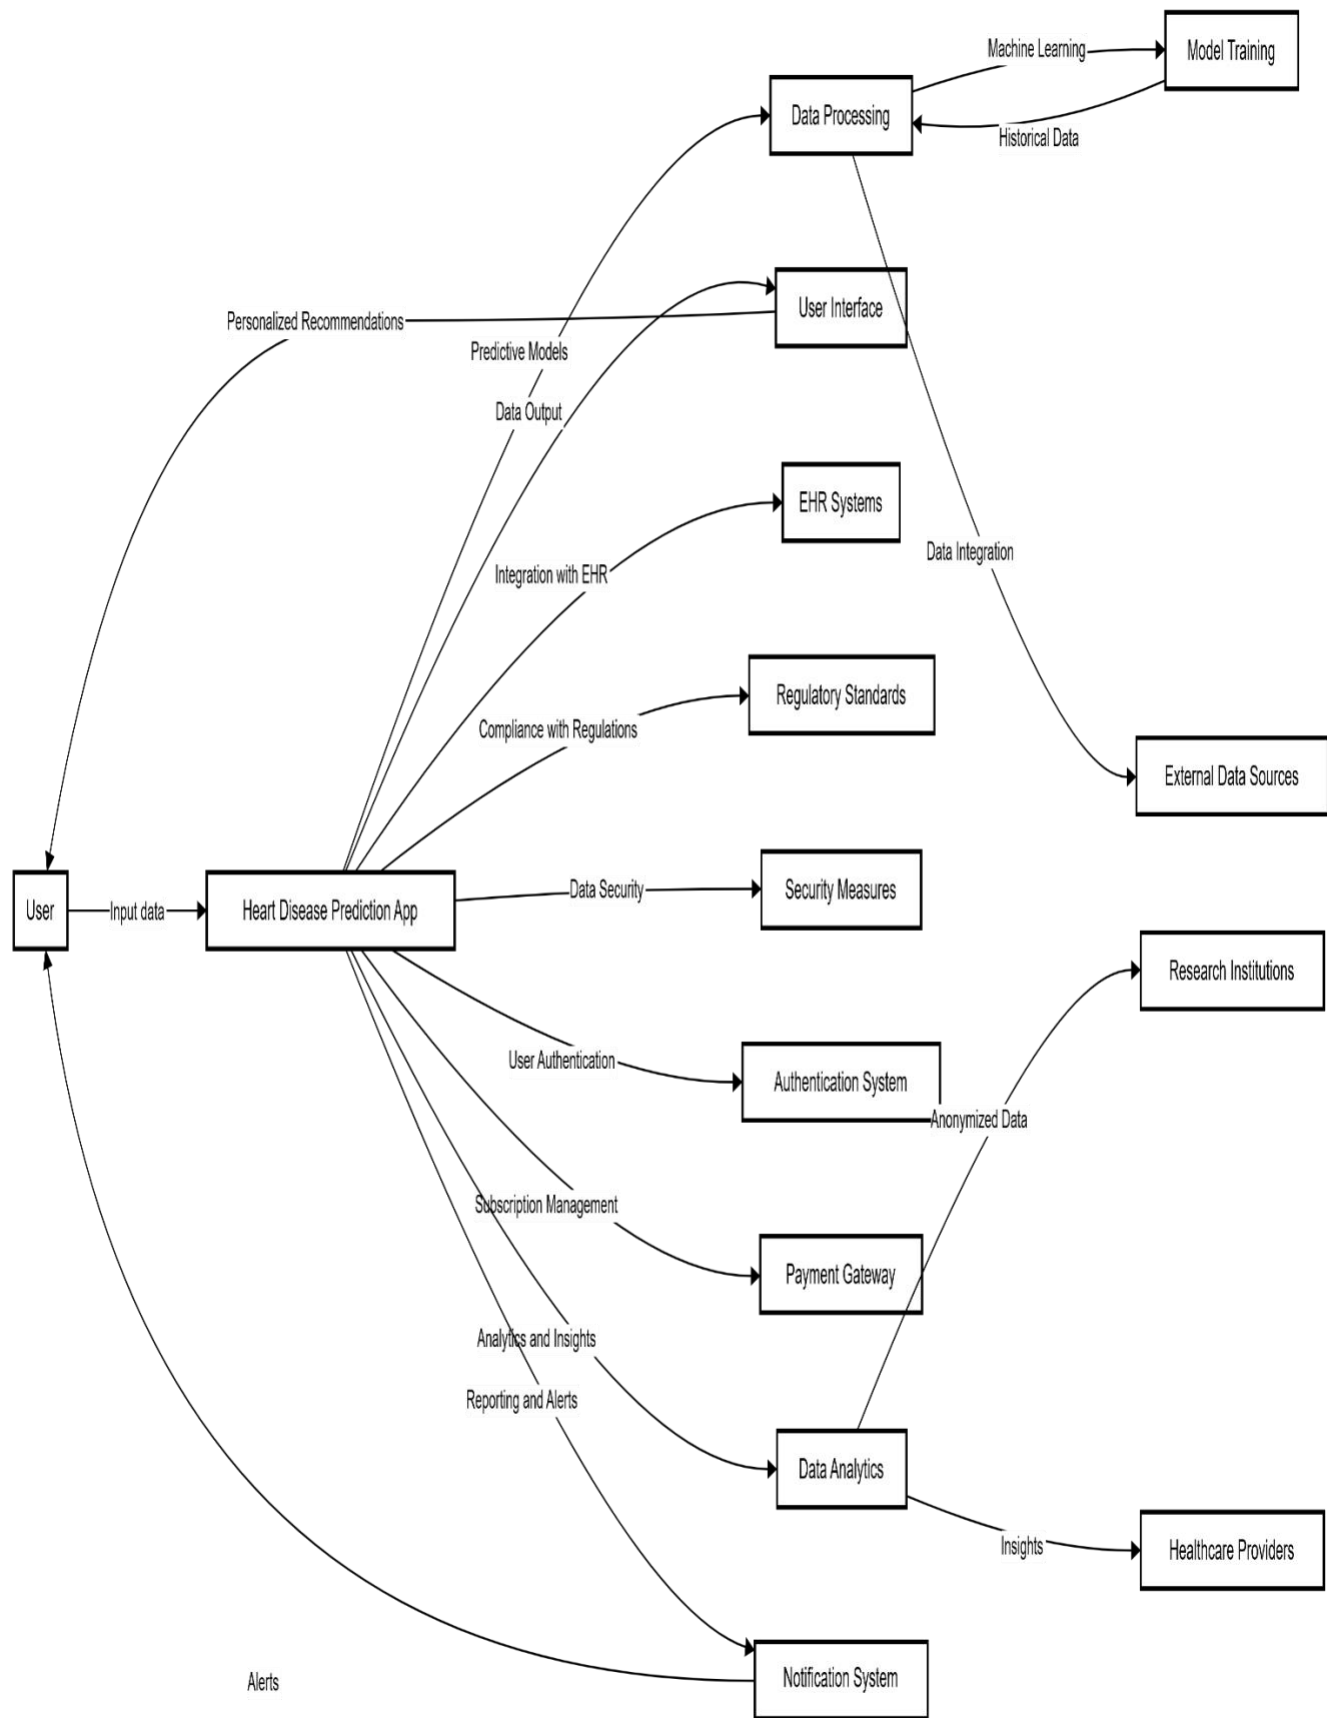 Machine Learning
Model Training
Data Processing
Historical Data
User Interface
Personalized Recommendations
Predictive Models
Data Output
EHR Systems
Data Integration
Integration with EHR
Regulatory Standards
Compliance with Regulations
External Data Sources
User
Input data
Heart Disease Prediction App
Data Security
Security Measures
Research Institutions
User Authentication
Authentication System
Anonymized Data
Subscription Management
Payment Gateway
Analytics and Insights
Reporting and Alerts
Data Analytics
Insights
Healthcare Providers
Alerts
Notification System